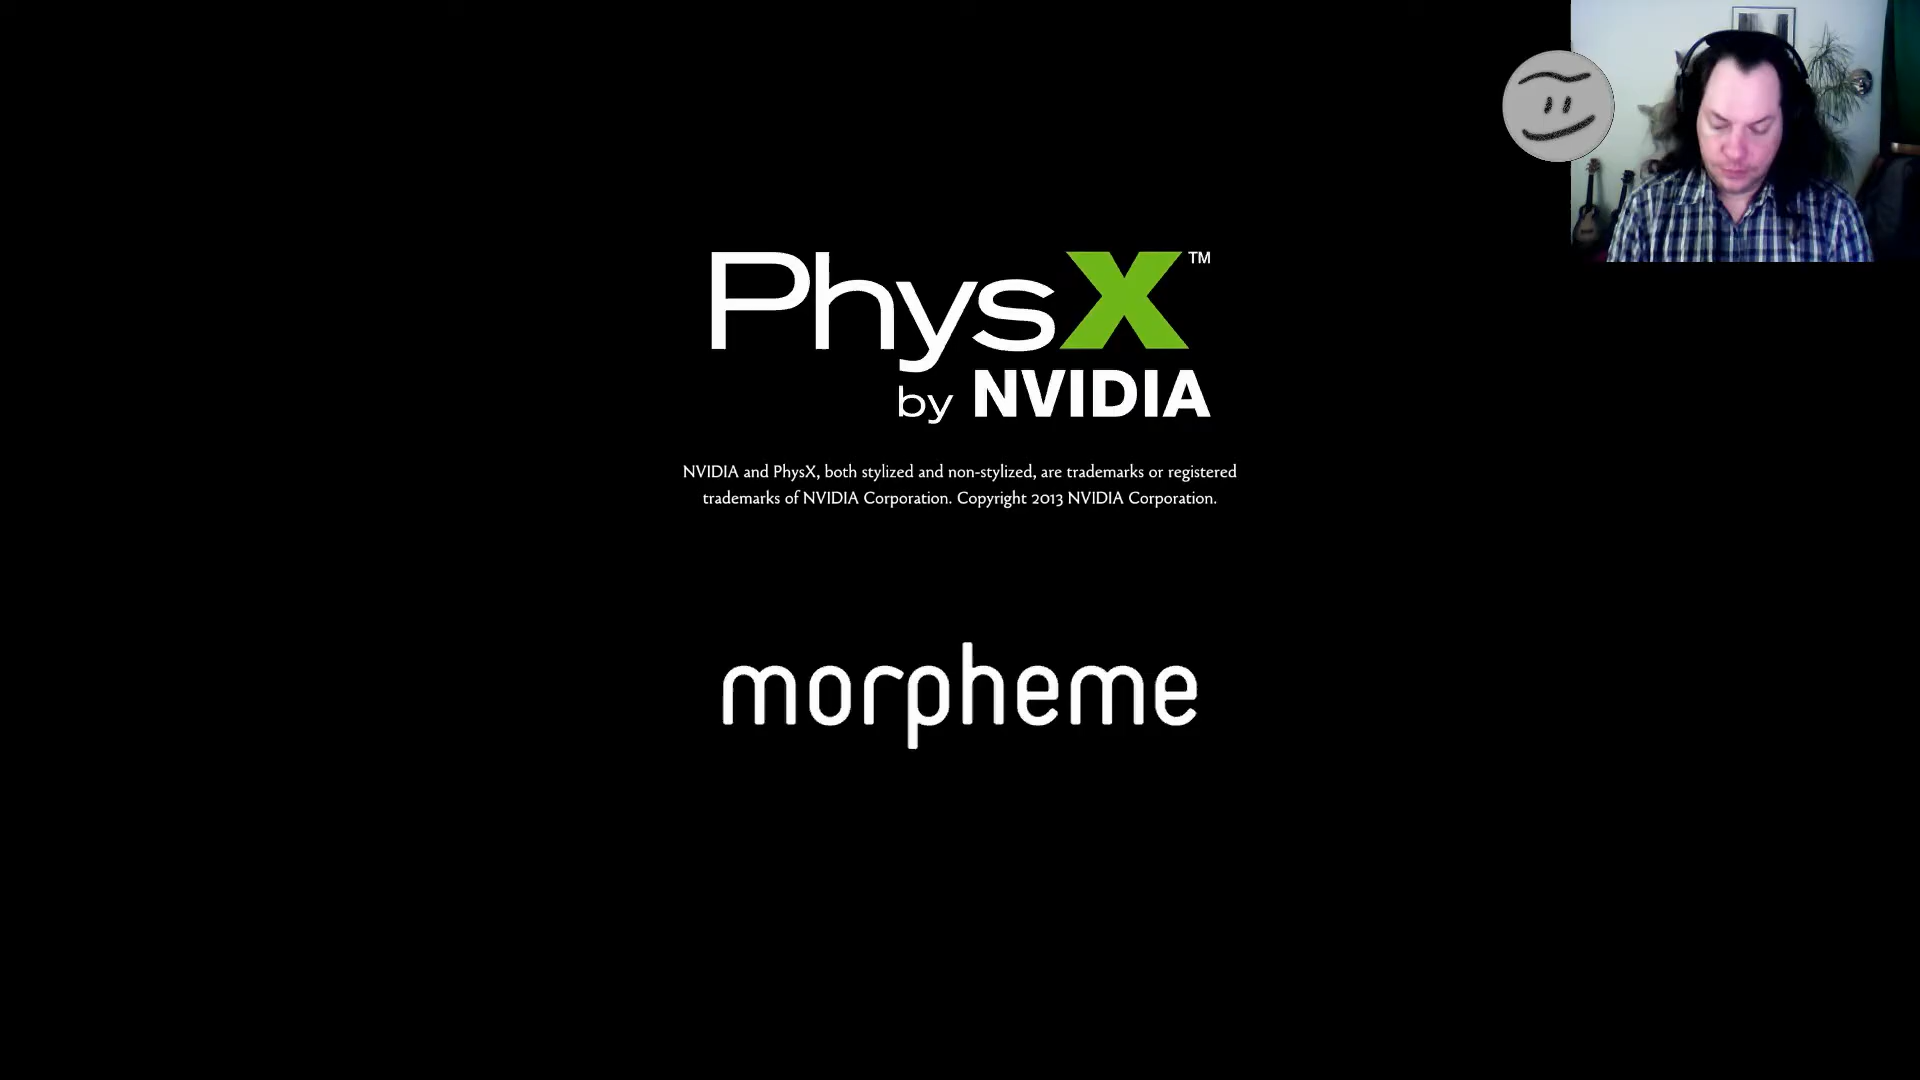 PhysX™
by NVIDIA
NVIDIA and PhysX, both stylized and non-stylized, are trademarks or registered
trademarks of NVIDIA Corporation. Copyright 2013 NVIDIA Corporation.
morpheme